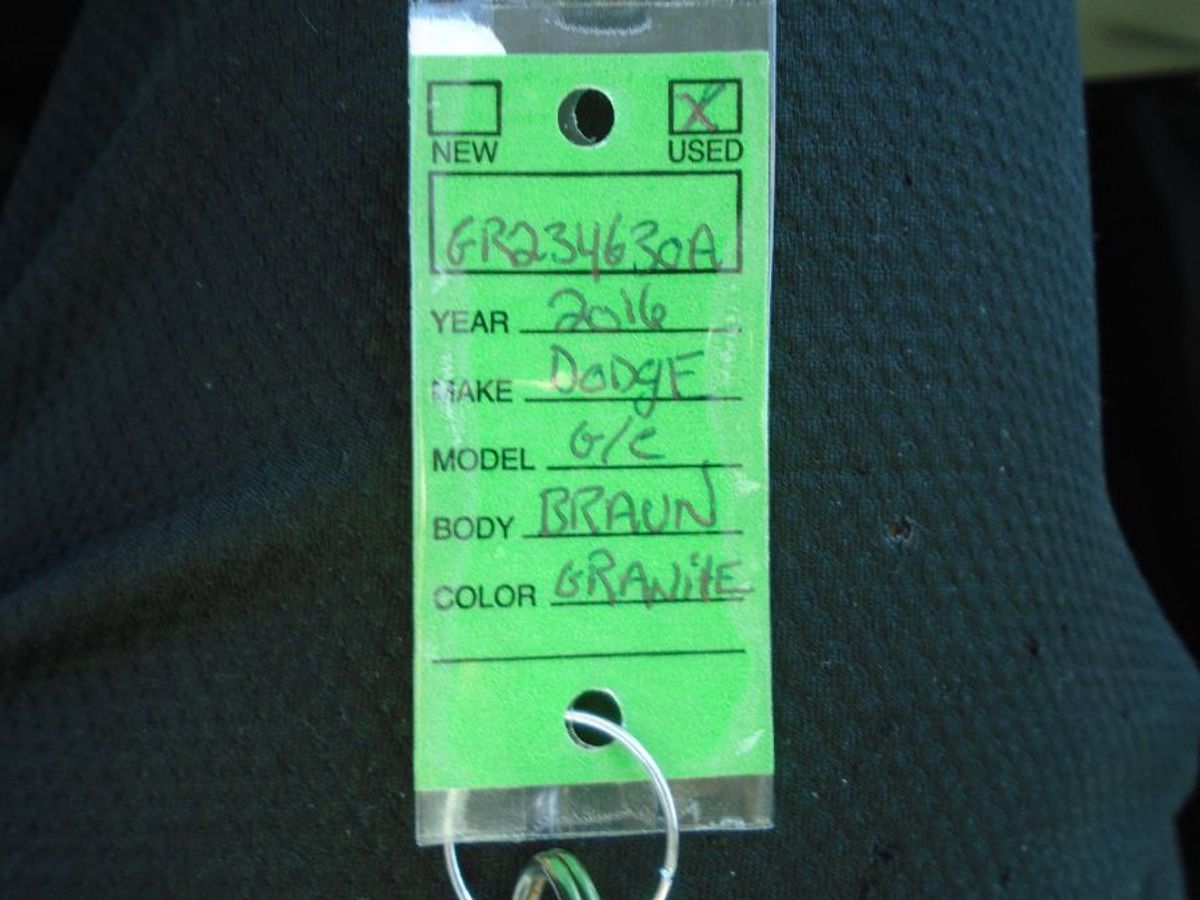 NEW X USED
GR234630A
YEAR 2016
MAKE DODGE
MODEL G/C
BODY BRAUN
COLOR GRANITE